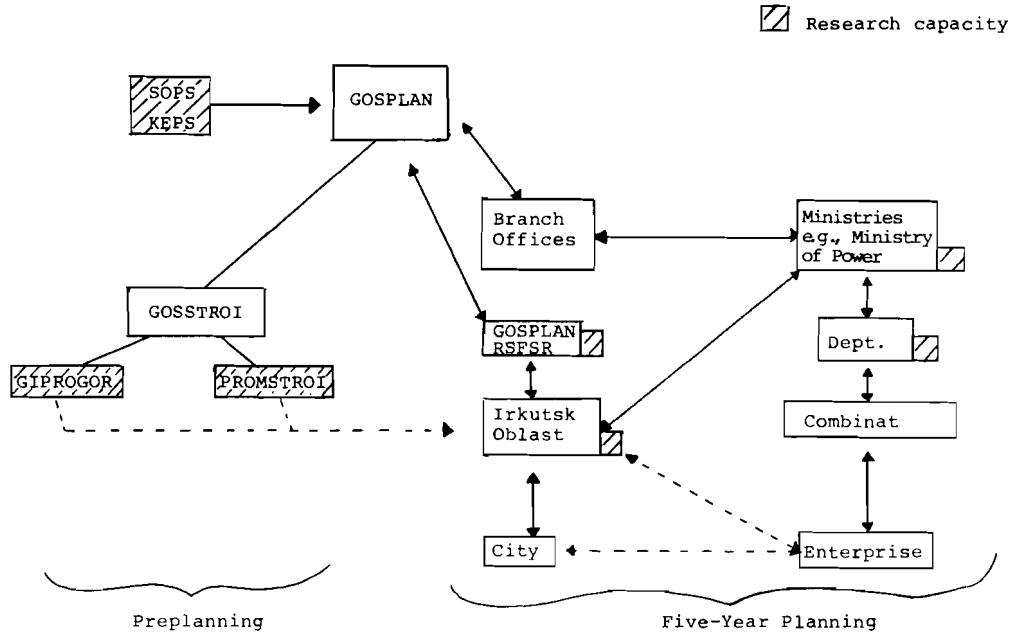 Research capacity
SOPS
KEPS
GOSPLAN
Branch
Offices
Ministries
e.g., Ministry
of Power
GOSSTROI
GOSPLAN
RSFSR
Dept.
GIPROGOR
PROMSTROI
Irkutsk
Oblast
Combinat
City
Enterprise
Preplanning
Five-Year Planning